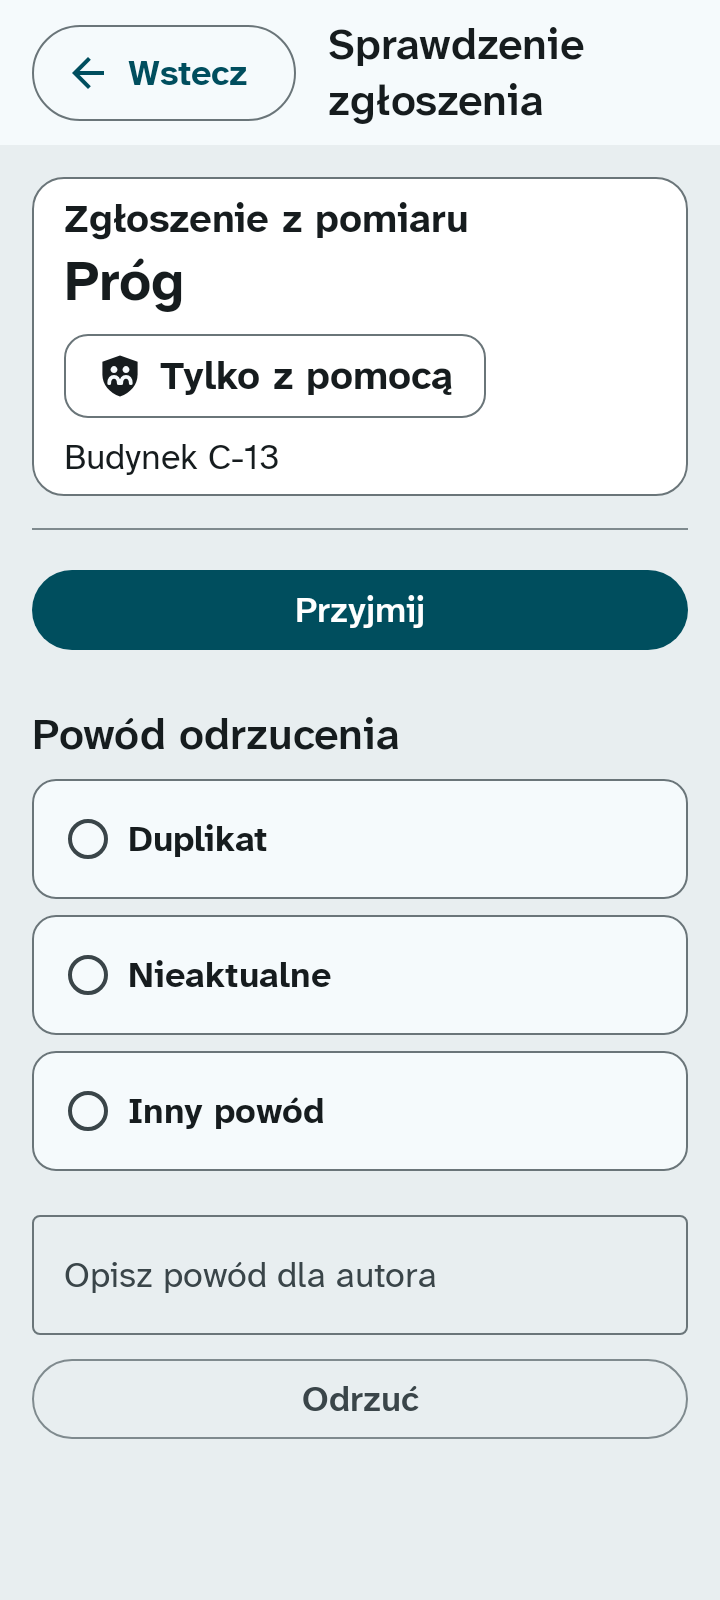 Wstecz
Sprawdzenie
zgłoszenia
Zgłoszenie z pomiaru
Próg
Tylko z pomocą
Budynek C-13
Przyjmij
Powód odrzucenia
Duplikat
Nieaktualne
Inny powód
Opisz powód dla autora
Odrzuć